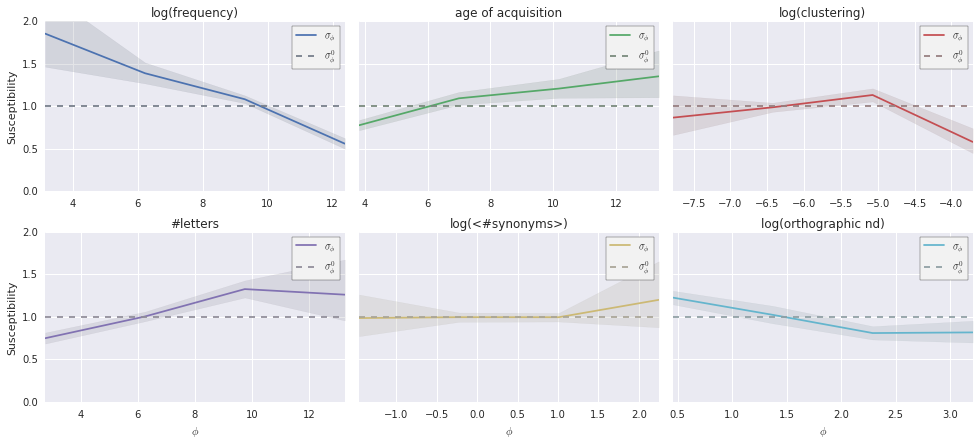 log(frequency)
age of acquisition
log(clustering)
Susceptibility
2.0
1.5
1.0
0.5
0.0
σ_ϕ
σ_ϕ^0
σ_ϕ
σ_ϕ^0
σ_ϕ
σ_ϕ^0
4 6 8 10 12
4 6 8 10 12
−7.5 −7.0 −6.5 −6.0 −5.5 −5.0 −4.5 −4.0
#letters
log(<#synonyms>)
log(orthographic nd)
Susceptibility
2.0
1.5
1.0
0.5
0.0
σ_ϕ
σ_ϕ^0
σ_ϕ
σ_ϕ^0
σ_ϕ
σ_ϕ^0
4 6 8 10 12
−1.0 −0.5 0.0 0.5 1.0 1.5 2.0
0.5 1.0 1.5 2.0 2.5 3.0
ϕ
ϕ
ϕ